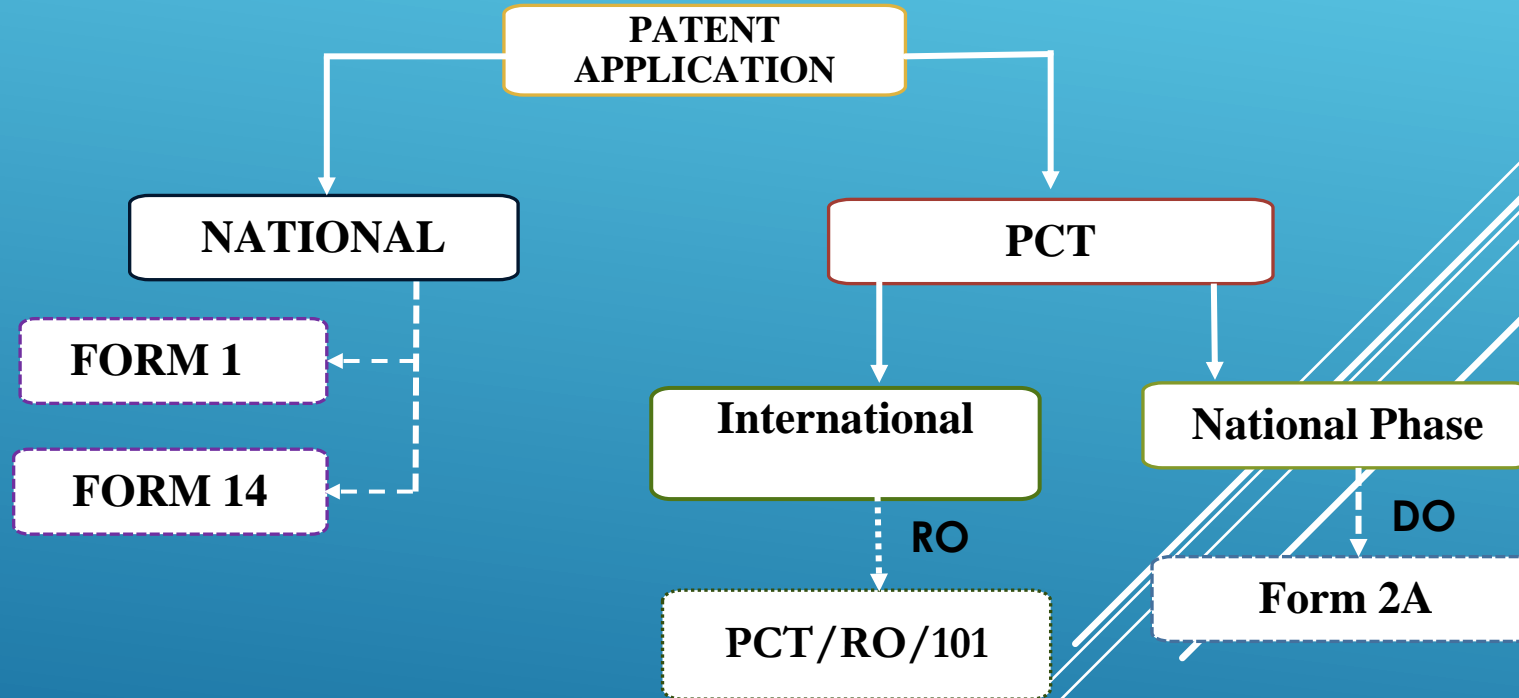 PATENT
APPLICATION
NATIONAL
PCT
FORM 1
FORM 14
International
National Phase
RO
DO
PCT/RO/101
Form 2A